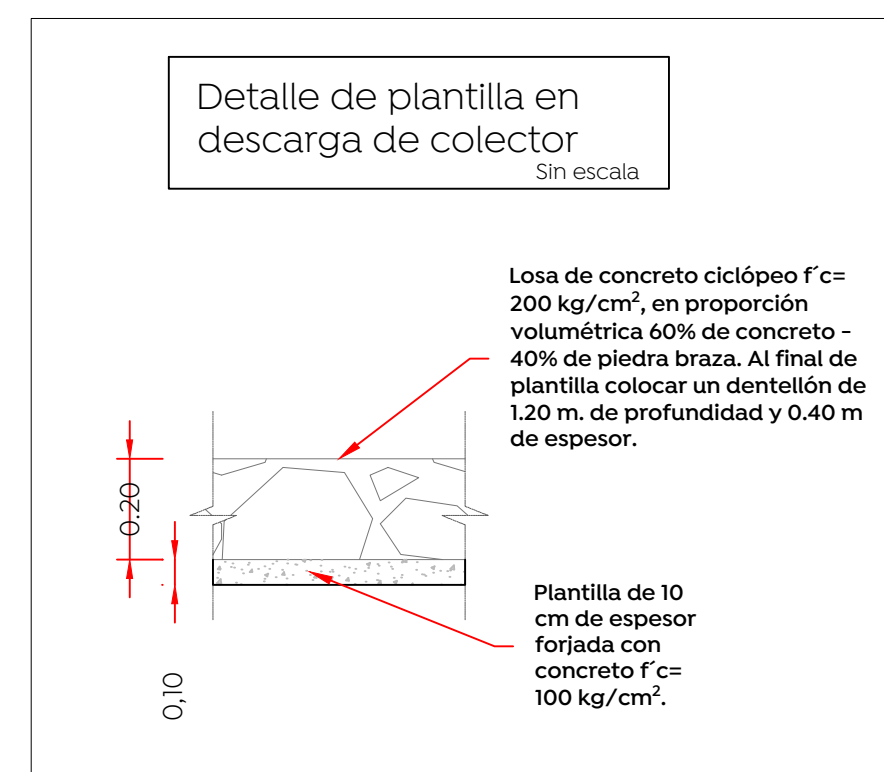 Detalle de plantilla en
descarga de colector
Sin escala
Losa de concreto ciclópeo f´c=
200 kg/cm², en proporción
volumétrica 60% de concreto -
40% de piedra braza. Al final de
plantilla colocar un dentellón de
1.20 m. de profundidad y 0.40 m
de espesor.
0.20
Plantilla de 10
cm de espesor
forjada con
concreto f´c=
100 kg/cm².
0,10